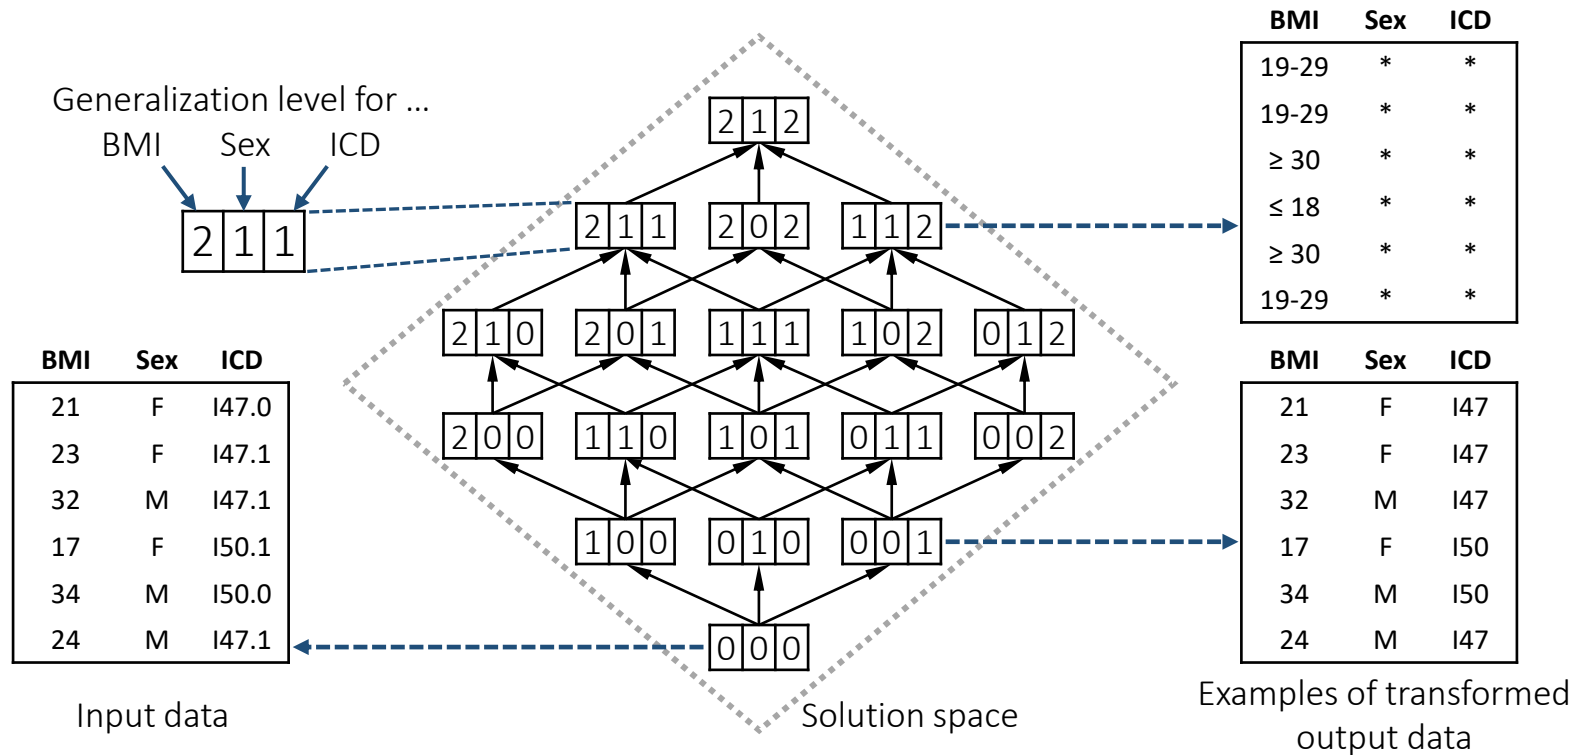 Generalization level for ...
BMI Sex ICD
2 1 1
BMI Sex ICD
21 F I47.0
23 F I47.1
32 M I47.1
17 F I50.1
34 M I50.0
24 M I47.1
Input data
2 1 2
2 1 1 2 0 2 1 1 2
2 1 0 2 0 1 1 1 1 1 0 2 0 1 2
2 0 0 1 1 0 1 0 1 0 1 1 0 0 2
1 0 0 0 1 0 0 0 1
0 0 0
Solution space
BMI Sex ICD
19-29 * *
19-29 * *
≥ 30 * *
≤ 18 * *
≥ 30 * *
19-29 * *
BMI Sex ICD
21 F I47
23 F I47
32 M I47
17 F I50
34 M I50
24 M I47
Examples of transformed
output data